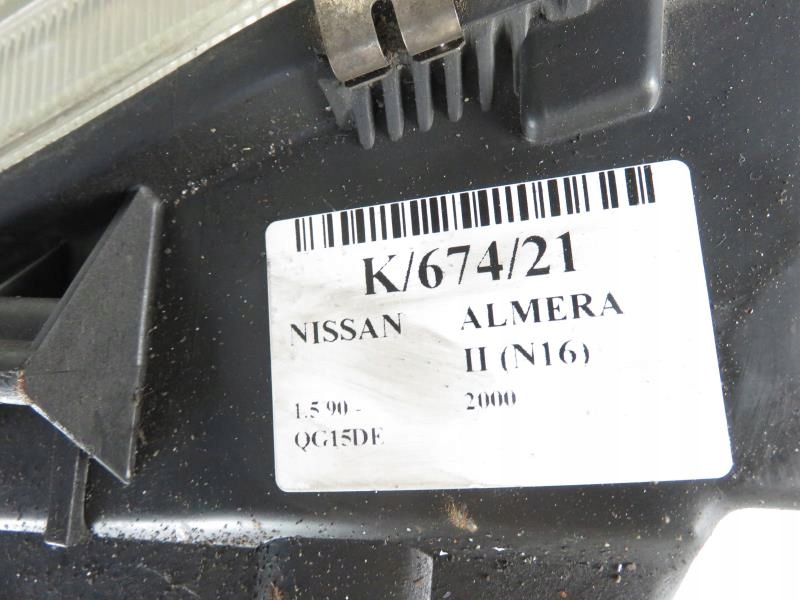 K/674/21
NISSAN ALMERA
II (N16)
1.5 90 - 2000
QG15DE